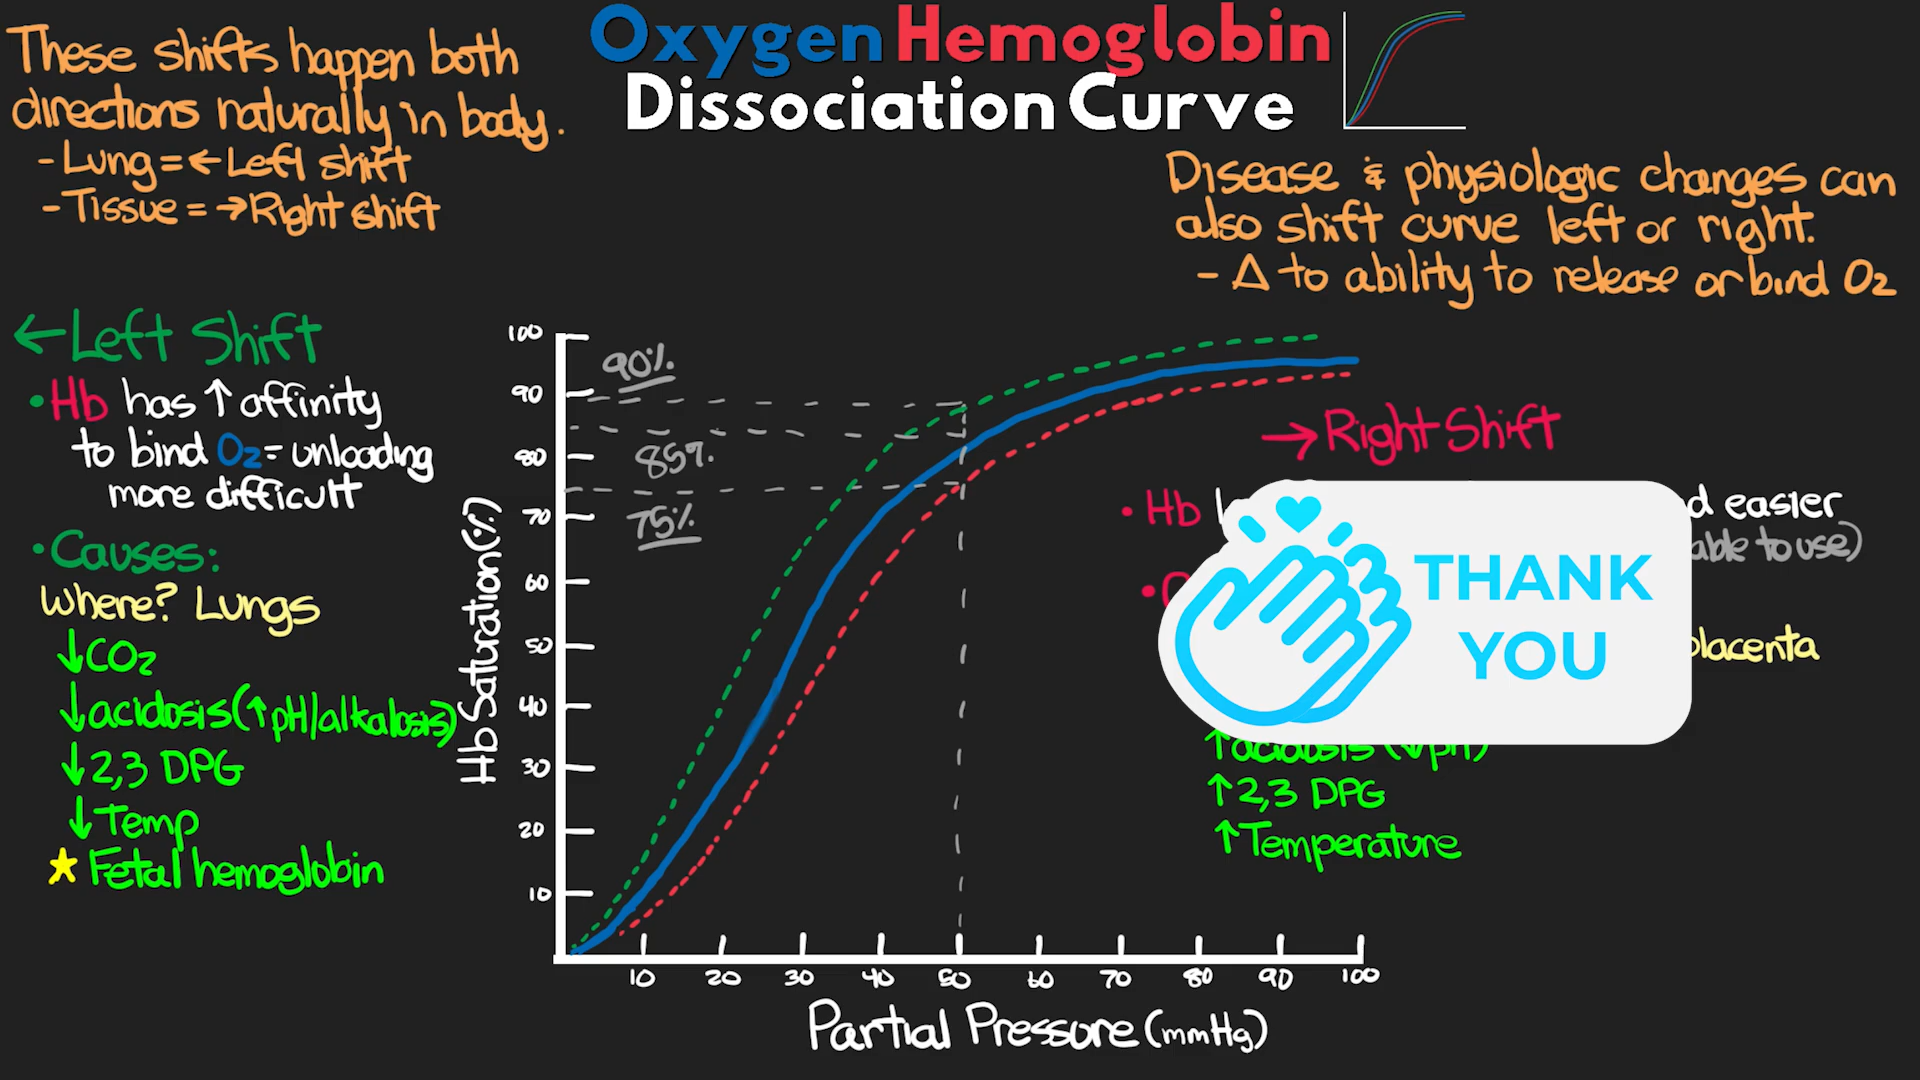 Oxygen Hemoglobin
Dissociation Curve
These shifts happen both
directions naturally in body.
- Lung = ← Left shift
- Tissue = → Right shift
Disease & physiologic changes can
also shift curve left or right.
- Δ to ability to release or bind O2
← Left Shift
• Hb has ↑ affinity
to bind O2 = unloading
more difficult
• Causes:
Where? Lungs
↓ CO2
↓ acidosis (↑ pH/alkalosis)
↓ 2,3 DPG
↓ Temp
★ Fetal hemoglobin
Hb Saturation (%)
100
90
80
70
60
50
40
30
20
10
90%
85%
75%
10 20 30 40 50 60 70 80 90 100
Partial Pressure (mmHg)
→ Right Shift
• Hb
easier
to use)
placenta
THANK
YOU
↑ acidosis (↓ pH)
↑ 2,3 DPG
↑ Temperature